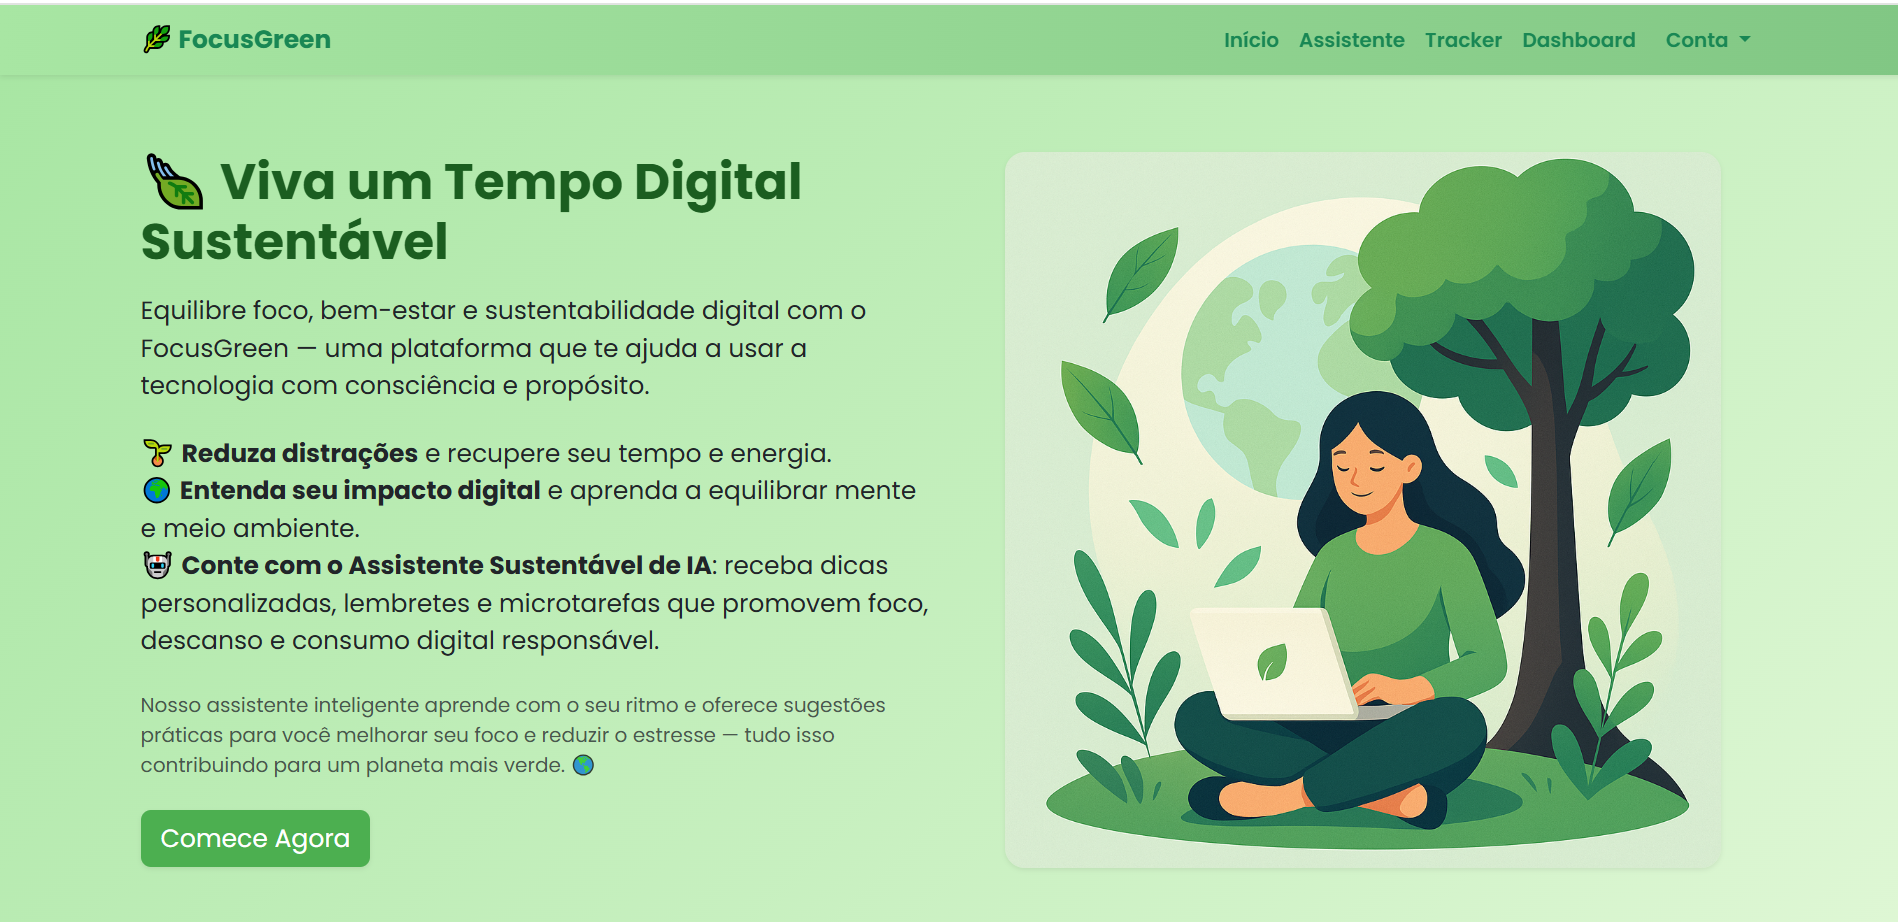 FocusGreen
Início Assistente Tracker Dashboard Conta
Viva um Tempo Digital
Sustentável
Equilibre foco, bem-estar e sustentabilidade digital com o
FocusGreen — uma plataforma que te ajuda a usar a
tecnologia com consciência e propósito.
Reduza distrações e recupere seu tempo e energia.
Entenda seu impacto digital e aprenda a equilibrar mente
e meio ambiente.
Conte com o Assistente Sustentável de IA: receba dicas
personalizadas, lembretes e microtarefas que promovem foco,
descanso e consumo digital responsável.
Nosso assistente inteligente aprende com o seu ritmo e oferece sugestões
práticas para você melhorar seu foco e reduzir o estresse — tudo isso
contribuindo para um planeta mais verde.
Comece Agora